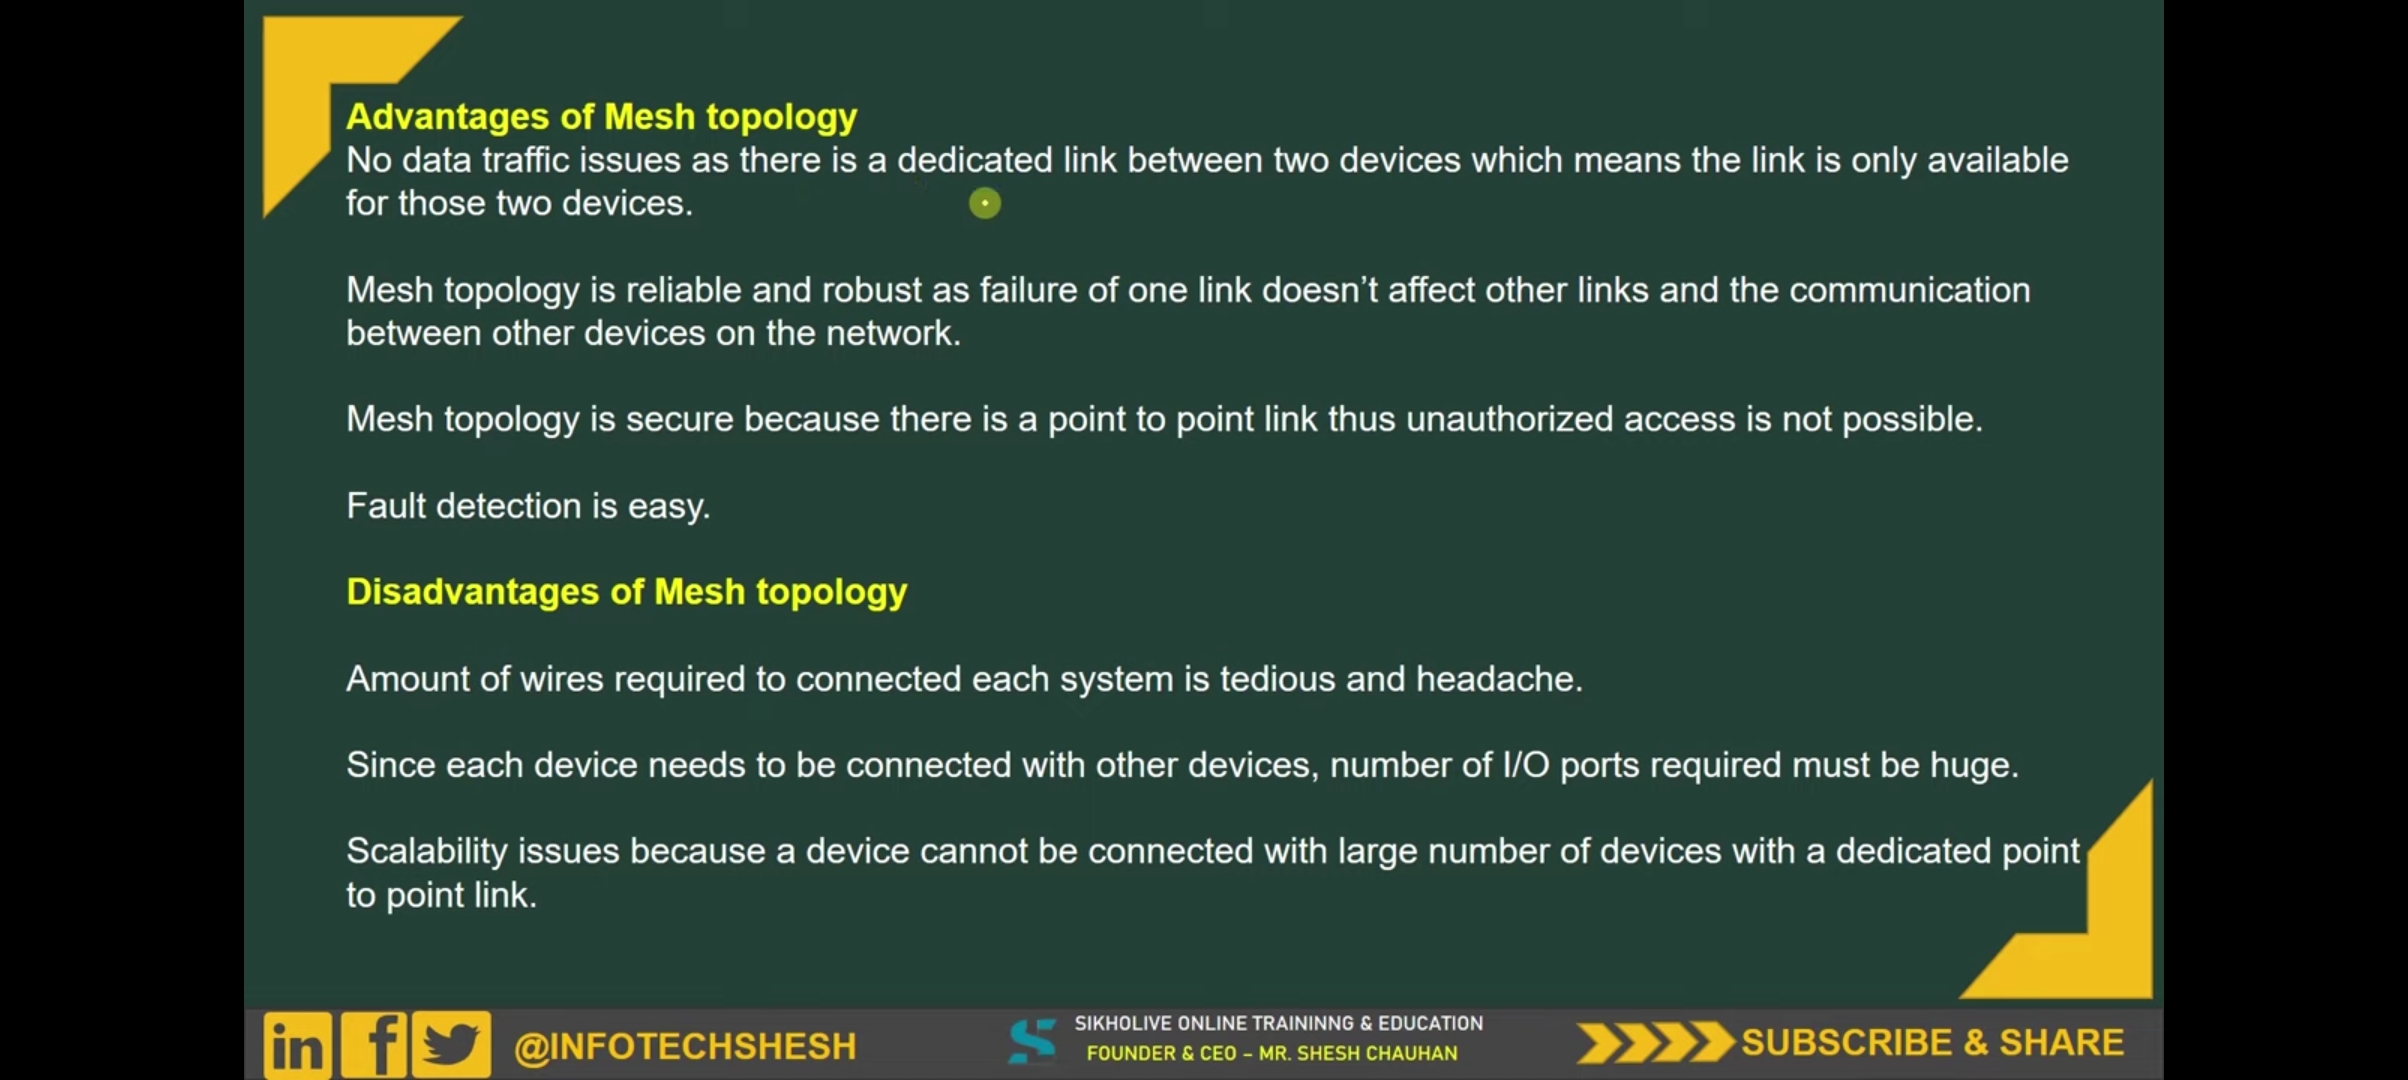 Advantages of Mesh topology
No data traffic issues as there is a dedicated link between two devices which means the link is only available
for those two devices.
Mesh topology is reliable and robust as failure of one link doesn’t affect other links and the communication
between other devices on the network.
Mesh topology is secure because there is a point to point link thus unauthorized access is not possible.
Fault detection is easy.
Disadvantages of Mesh topology
Amount of wires required to connected each system is tedious and headache.
Since each device needs to be connected with other devices, number of I/O ports required must be huge.
Scalability issues because a device cannot be connected with large number of devices with a dedicated point
to point link.
in f @INFOTECHSHESH
SIKHOLIVE ONLINE TRAININNG & EDUCATION
FOUNDER & CEO – MR. SHESH CHAUHAN
SUBSCRIBE & SHARE